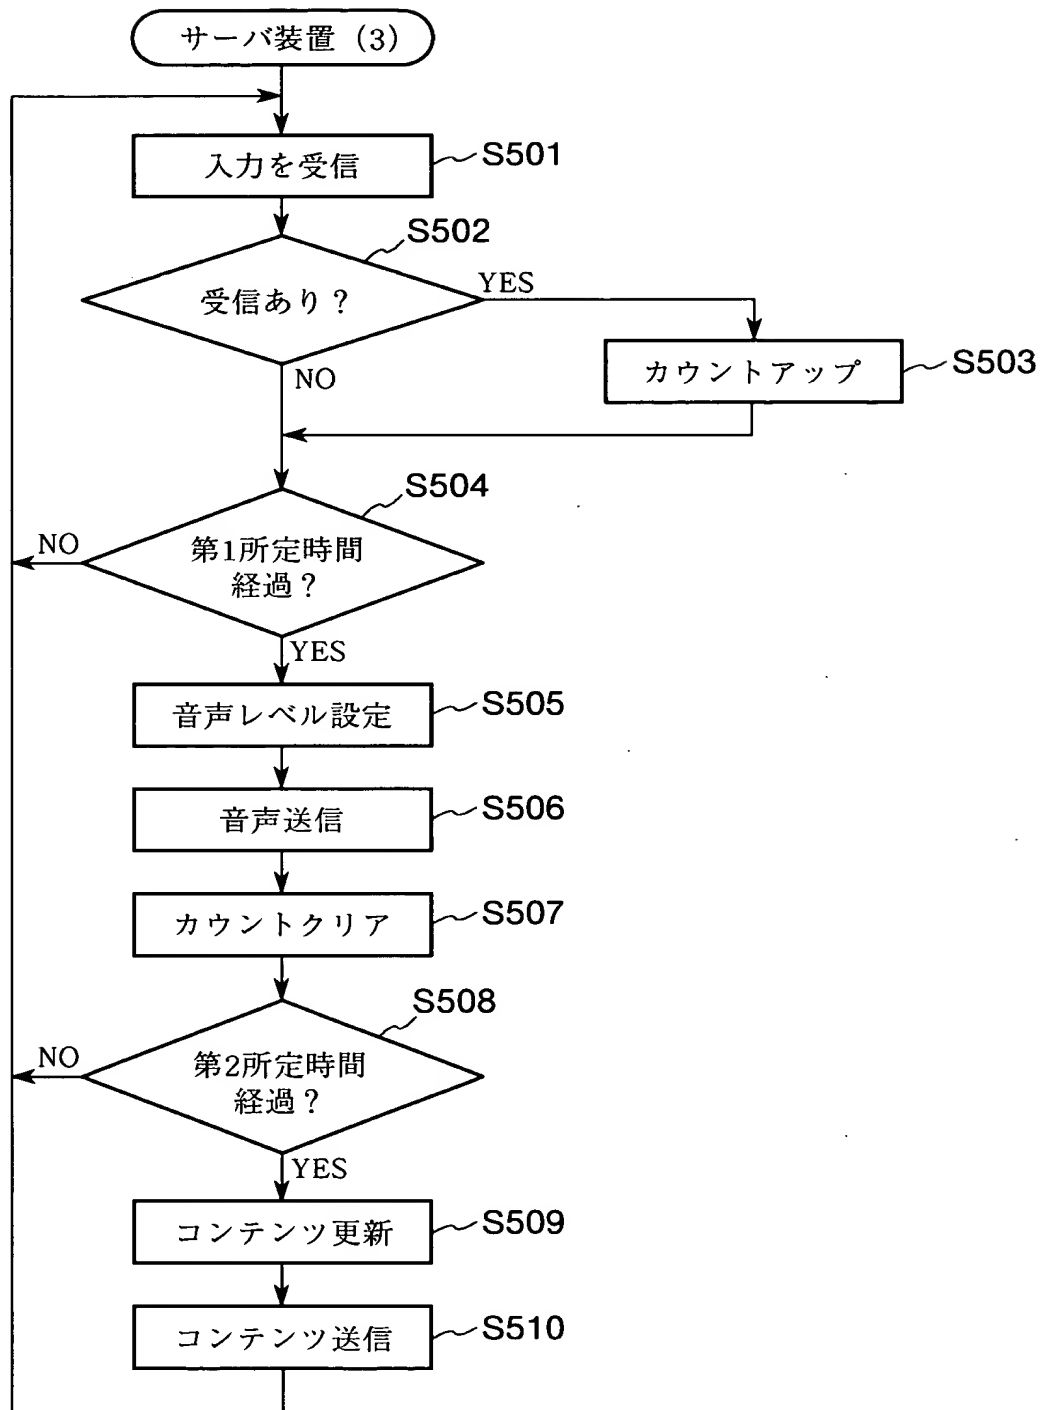 サーバ装置 (3)
入力を受信
S501
S502
受信あり？
YES
NO
カウントアップ
S503
S504
第1所定時間
経過？
NO
YES
音声レベル設定
S505
音声送信
S506
カウントクリア
S507
S508
第2所定時間
経過？
NO
YES
コンテンツ更新
S509
コンテンツ送信
S510